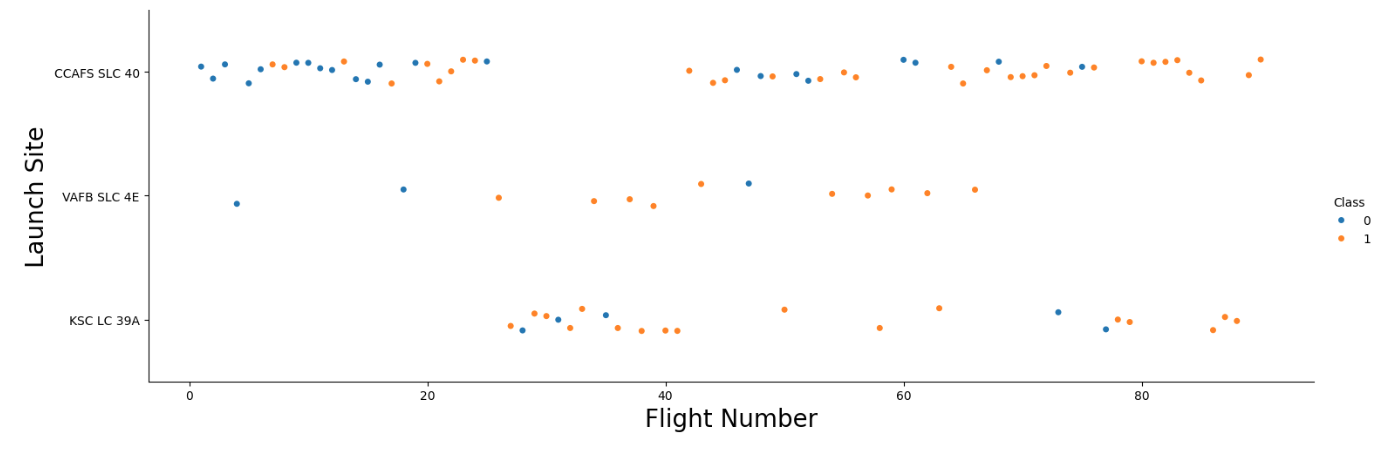 CCAFS SLC 40
VAFB SLC 4E
KSC LC 39A
Launch Site
0
20
40
60
80
Flight Number
Class
0
1